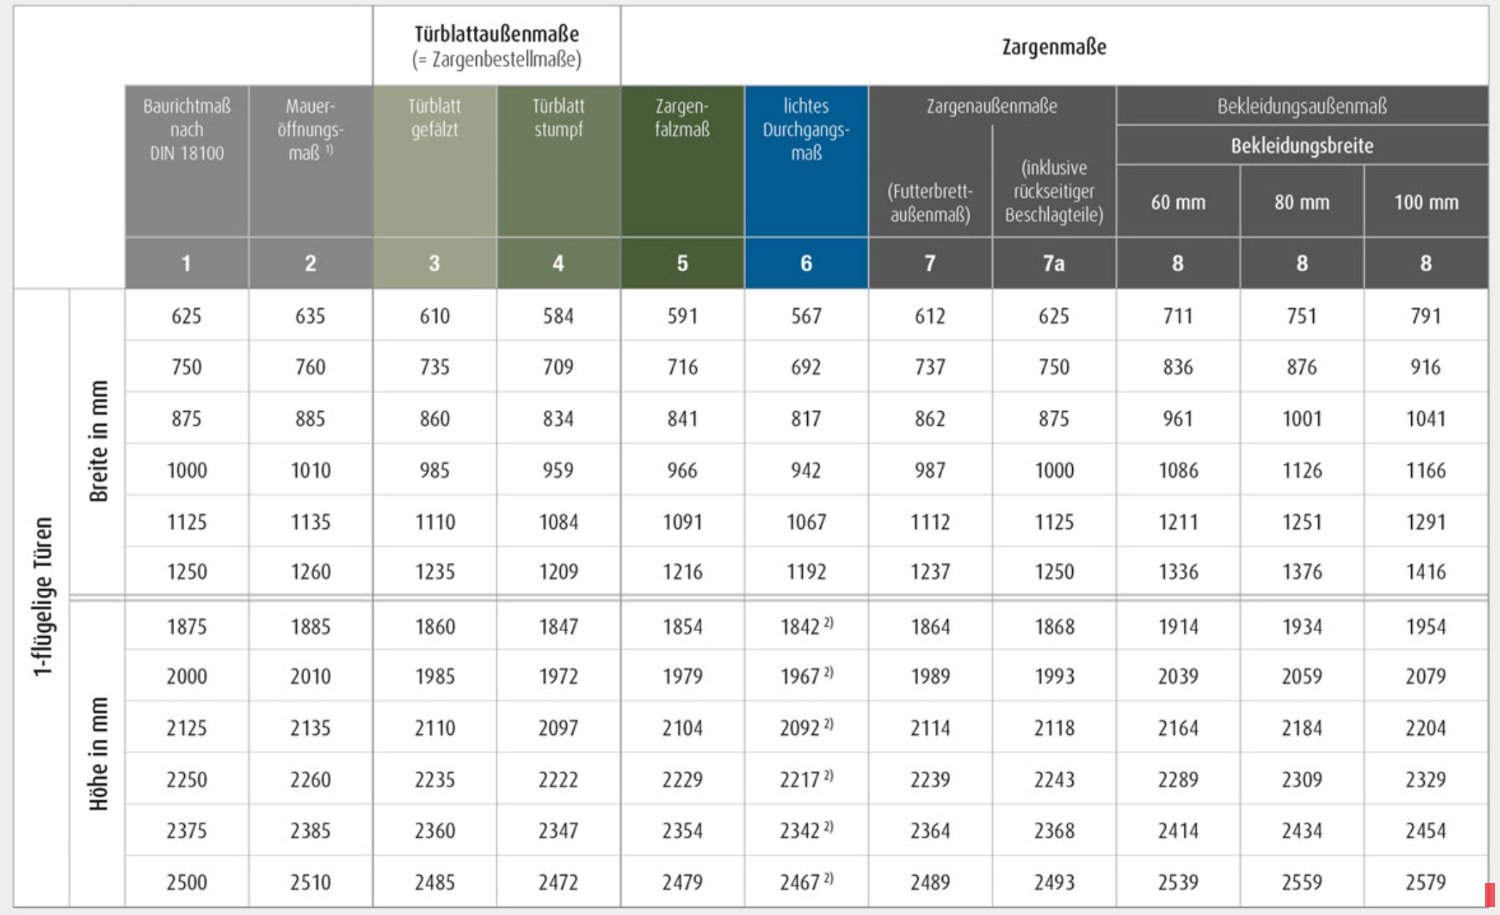 Türblattaußenmaße
(= Zargenbestellmaße)
Zargenmaße
Baurichtmaß
nach
DIN 18100
Mauer-
öffnungs-
maß 1)
Türblatt
gefälzt
Türblatt
stumpf
Zargen-
falzmaß
lichtes
Durchgangs-
maß
Zargenaußenmaße
(Futterbrett-
außenmaß)
(inklusive
rückseitiger
Beschlagteile)
Bekleidungsaußenmaß
Bekleidungsbreite
60 mm 80 mm 100 mm
1 2 3 4 5 6 7 7a 8 8 8
1-flügelige Türen
Breite in mm
625 635 610 584 591 567 612 625 711 751 791
750 760 735 709 716 692 737 750 836 876 916
875 885 860 834 841 817 862 875 961 1001 1041
1000 1010 985 959 966 942 987 1000 1086 1126 1166
1125 1135 1110 1084 1091 1067 1112 1125 1211 1251 1291
1250 1260 1235 1209 1216 1192 1237 1250 1336 1376 1416
Höhe in mm
1875 1885 1860 1847 1854 1842 2) 1864 1868 1914 1934 1954
2000 2010 1985 1972 1979 1967 2) 1989 1993 2039 2059 2079
2125 2135 2110 2097 2104 2092 2) 2114 2118 2164 2184 2204
2250 2260 2235 2222 2229 2217 2) 2239 2243 2289 2309 2329
2375 2385 2360 2347 2354 2342 2) 2364 2368 2414 2434 2454
2500 2510 2485 2472 2479 2467 2) 2489 2493 2539 2559 2579